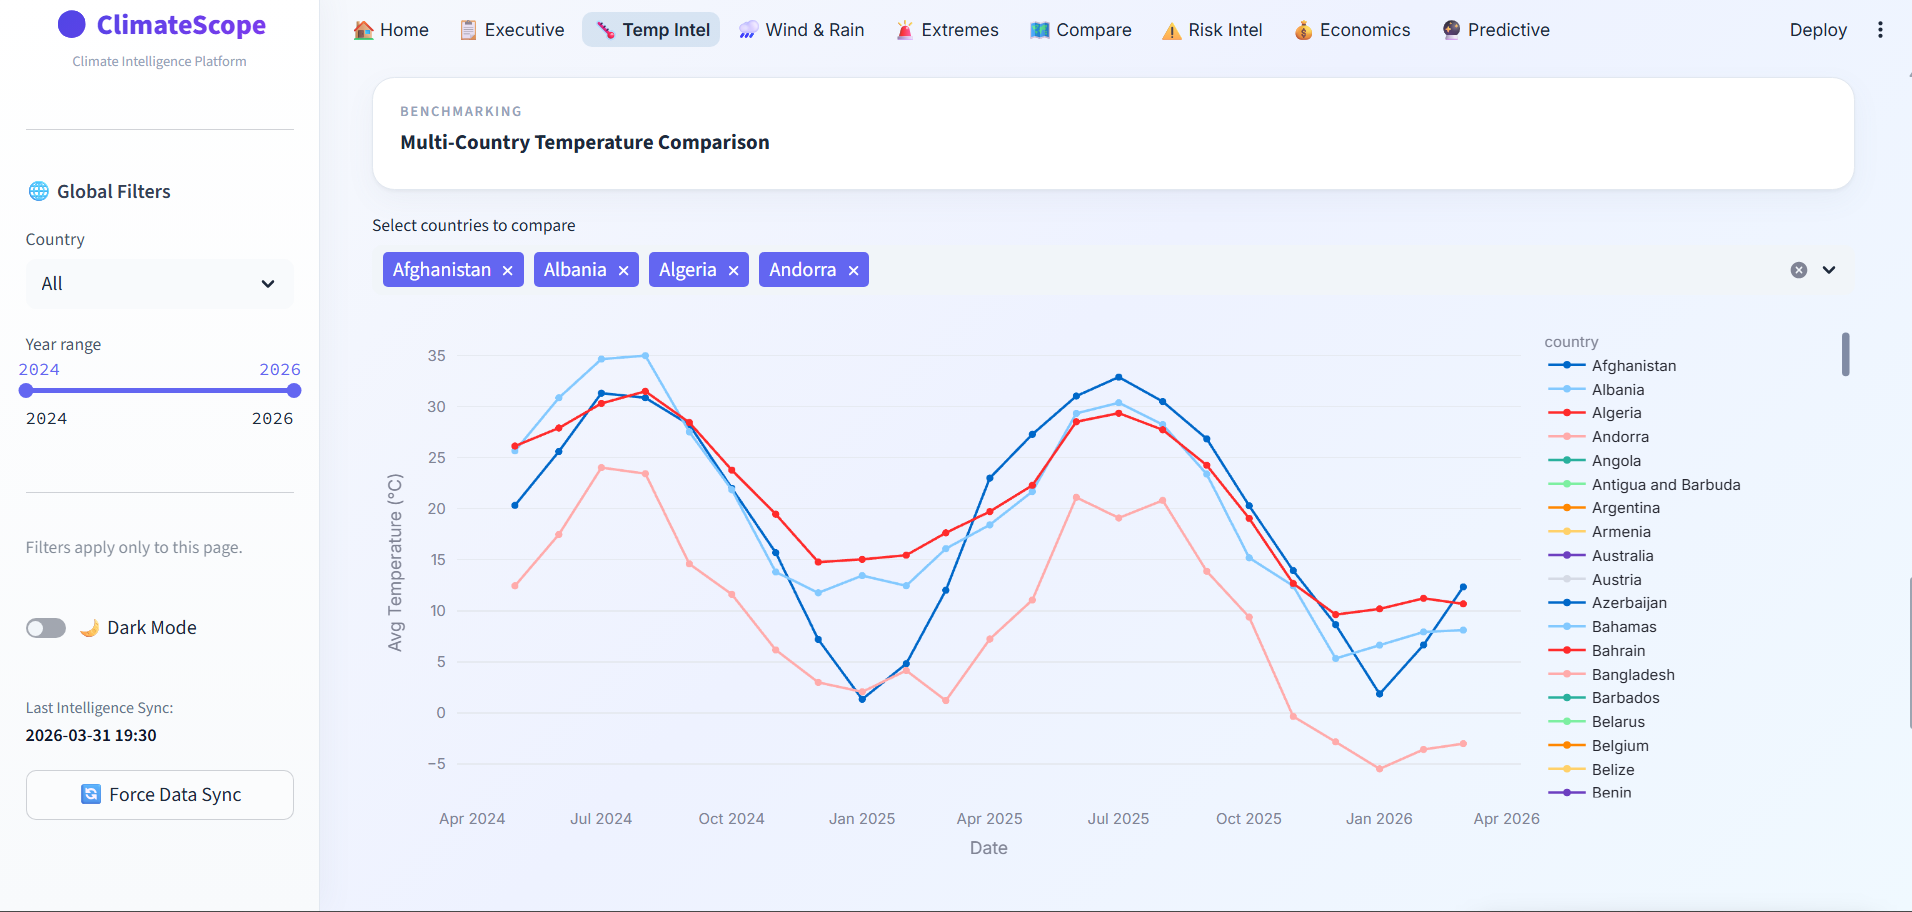 ClimateScope
Climate Intelligence Platform
Global Filters
Country
All
Year range
2024 2026
2024 2026
Filters apply only to this page.
Dark Mode
Last Intelligence Sync:
2026-03-31 19:30
Force Data Sync
Home Executive Temp Intel Wind & Rain Extremes Compare Risk Intel Economics Predictive Deploy
BENCHMARKING
Multi-Country Temperature Comparison
Select countries to compare
Afghanistan Albania Algeria Andorra
Avg Temperature (°C)
35
30
25
20
15
10
5
0
−5
Apr 2024 Jul 2024 Oct 2024 Jan 2025 Apr 2025 Jul 2025 Oct 2025 Jan 2026 Apr 2026
Date
country
Afghanistan
Albania
Algeria
Andorra
Angola
Antigua and Barbuda
Argentina
Armenia
Australia
Austria
Azerbaijan
Bahamas
Bahrain
Bangladesh
Barbados
Belarus
Belgium
Belize
Benin